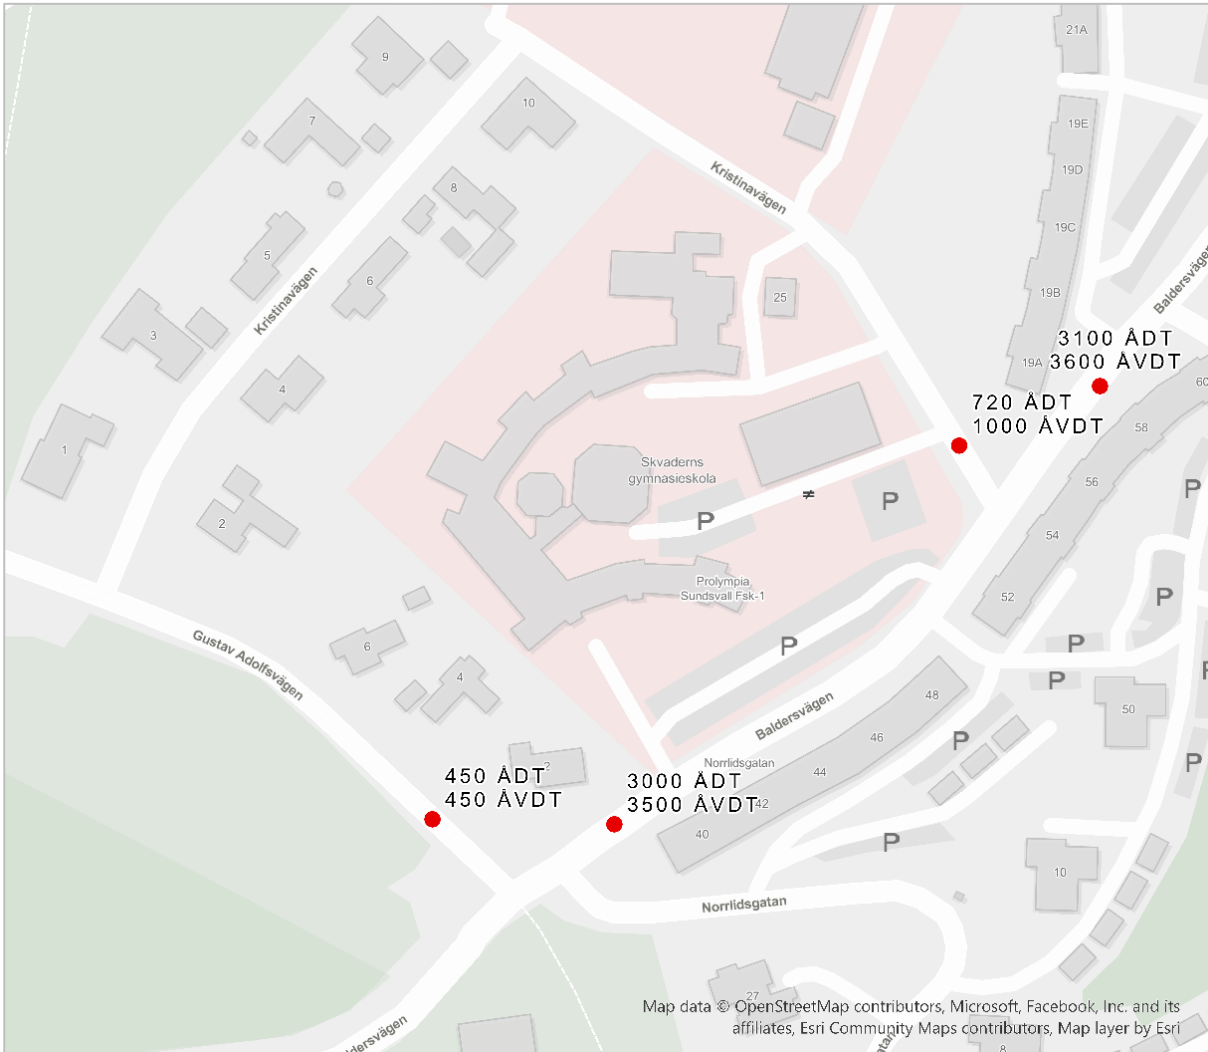 21A
9
10
7
19E
19D
8
Kristinavägen
19C
5
6
Kristinavägen
25
19B
Baldersvägen
3
3100 ÅDT
3600 ÅVDT
19A
60
4
720 ÅDT
1000 ÅVDT
58
1
Skvaderns
gymnasieskola
56
P
≠
P
P
2
54
Prolympia
Sundsvall Fsk-1
52
P
6
Gustav Adolfsvägen
P
P
4
P
48
50
Baldersvägen
46
P
Norrlidsgatan
44
P
2
450 ÅDT
450 ÅVDT
3000 ÅDT
3500 ÅVDT
42
40
P
10
Norrlidsgatan
27
Map data © OpenStreetMap contributors, Microsoft, Facebook, Inc. and its
affiliates, Esri Community Maps contributors, Map layer by Esri
8